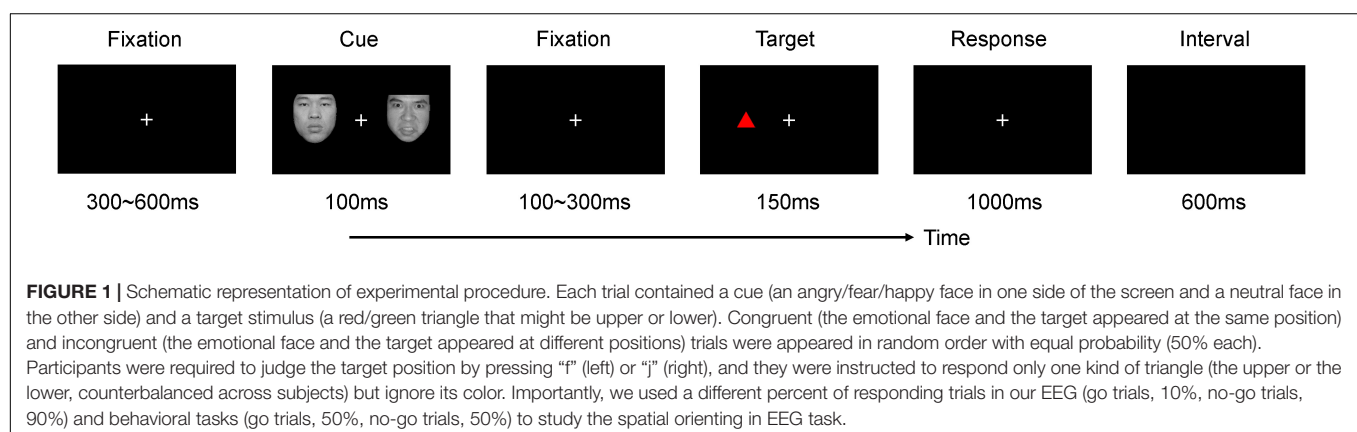 Fixation Cue Fixation Target Response Interval
300~600ms 100ms 100~300ms 150ms 1000ms 600ms
Time
FIGURE 1 | Schematic representation of experimental procedure. Each trial contained a cue (an angry/fear/happy face in one side of the screen and a neutral face in
the other side) and a target stimulus (a red/green triangle that might be upper or lower). Congruent (the emotional face and the target appeared at the same position)
and incongruent (the emotional face and the target appeared at different positions) trials were appeared in random order with equal probability (50% each).
Participants were required to judge the target position by pressing “f” (left) or “j” (right), and they were instructed to respond only one kind of triangle (the upper or the
lower, counterbalanced across subjects) but ignore its color. Importantly, we used a different percent of responding trials in our EEG (go trials, 10%, no-go trials,
90%) and behavioral tasks (go trials, 50%, no-go trials, 50%) to study the spatial orienting in EEG task.